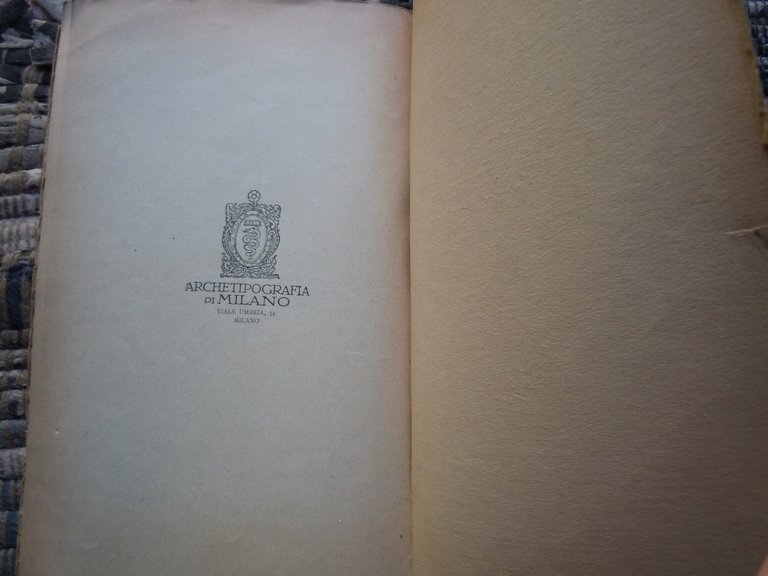 ARCHETIPOGRAFIA
DI MILANO
VIALE UMBRIA, 54
MILANO